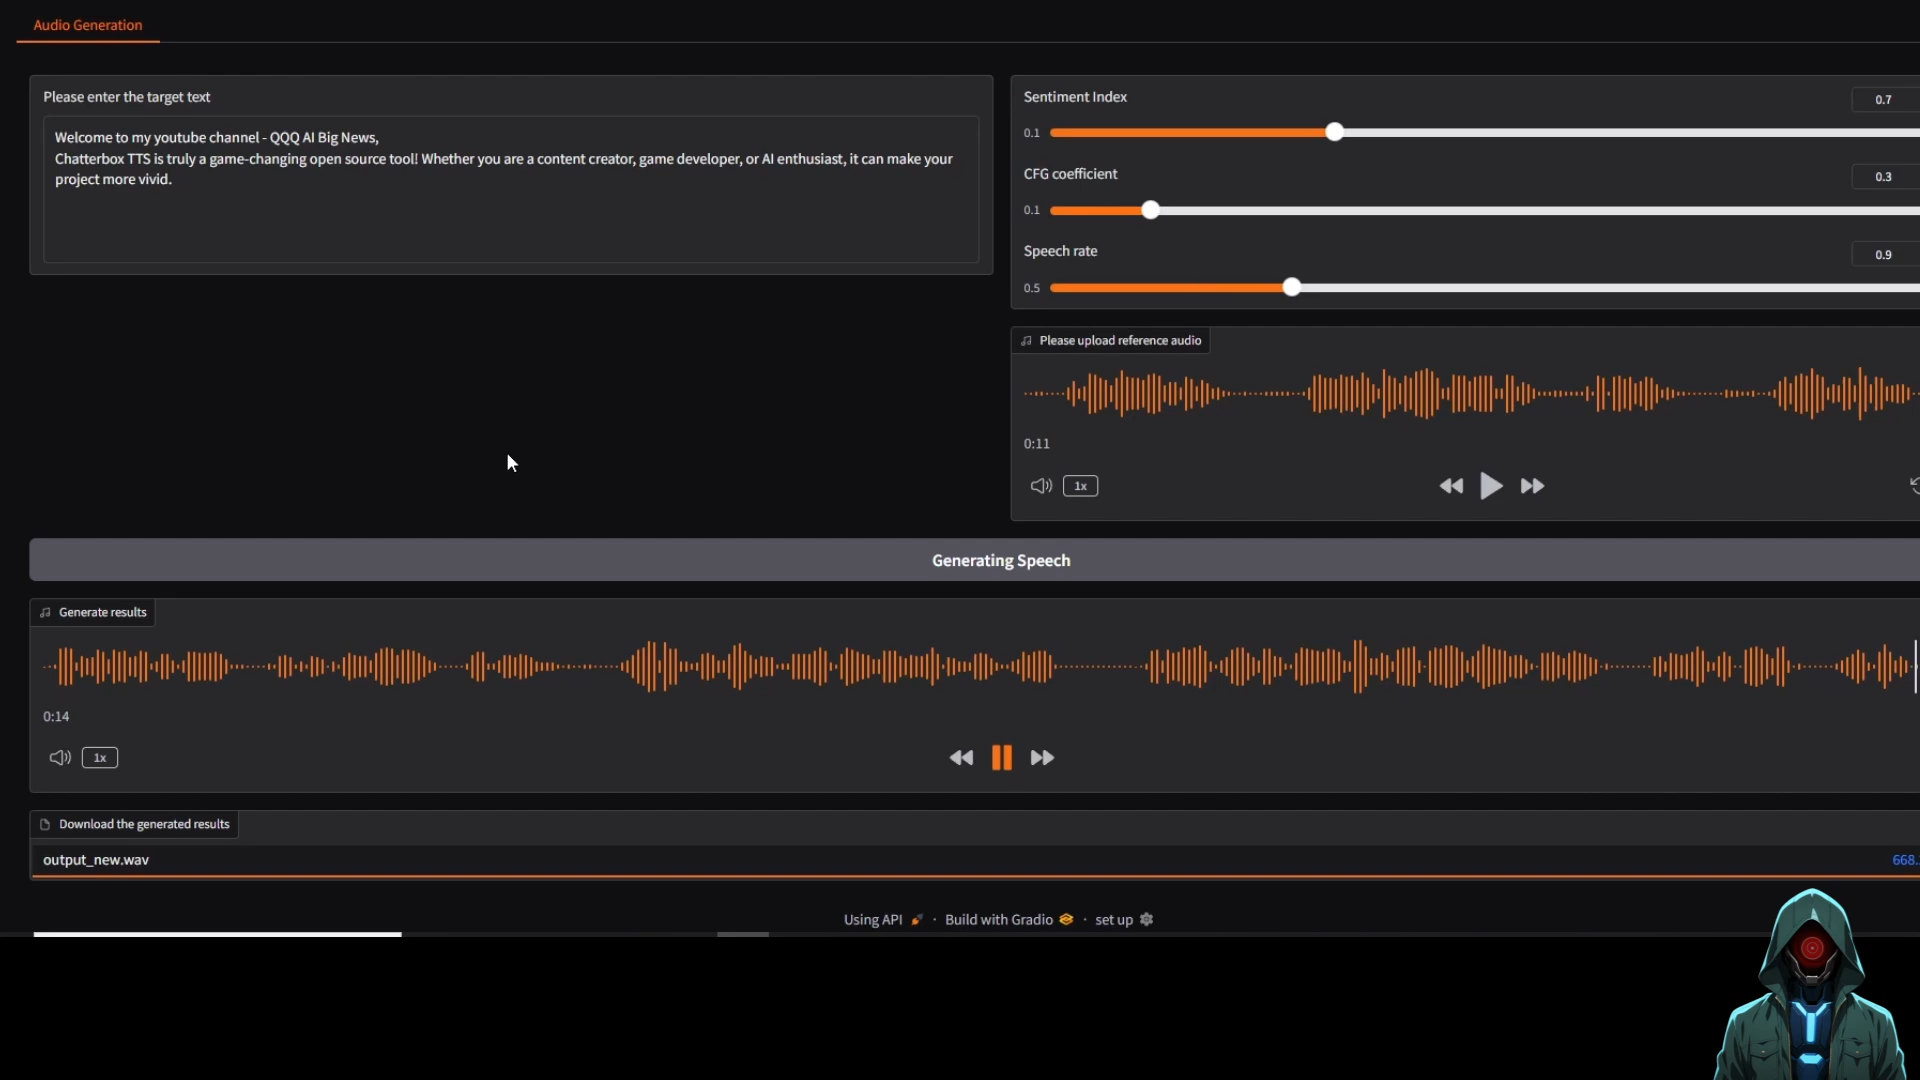 Audio Generation
Please enter the target text
Welcome to my youtube channel - QQQ AI Big News,
Chatterbox TTS is truly a game-changing open source tool! Whether you are a content creator, game developer, or AI enthusiast, it can make your
project more vivid.
Sentiment Index
0.7
0.1
CFG coefficient
0.3
0.1
Speech rate
0.9
0.5
Please upload reference audio
0:11
1x
Generating Speech
Generate results
0:14
1x
Download the generated results
output_new.wav
668.
Using API · Build with Gradio · set up